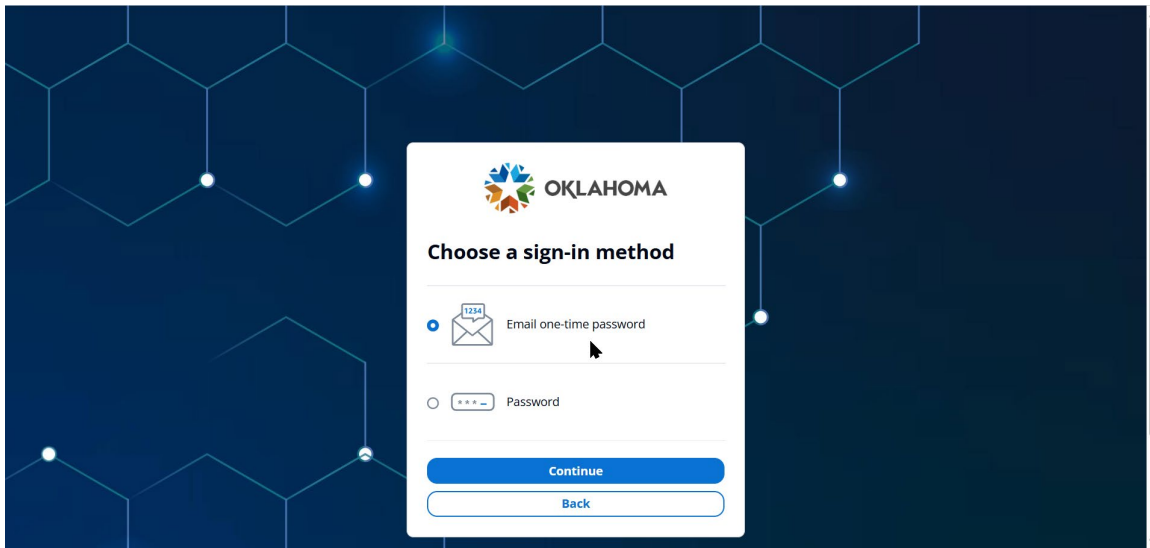 OKLAHOMA
Choose a sign-in method
1234
Email one-time password
***_
Password
Continue
Back